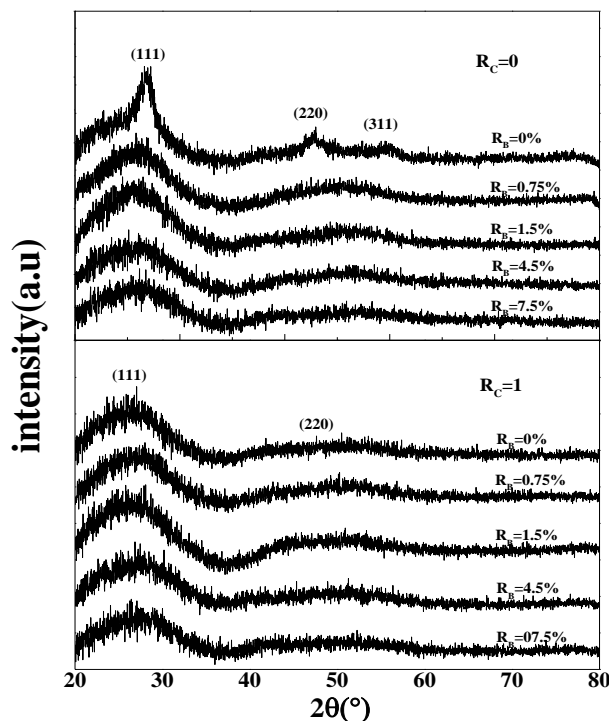 (111)
R_C=0
(220)
(311)
R_B=0%
R_B=0.75%
R_B=1.5%
R_B=4.5%
R_B=7.5%
intensity(a.u)
(111)
R_C=1
(220)
R_B=0%
R_B=0.75%
R_B=1.5%
R_B=4.5%
R_B=07.5%
20 30 40 50 60 70 80
2θ(°)